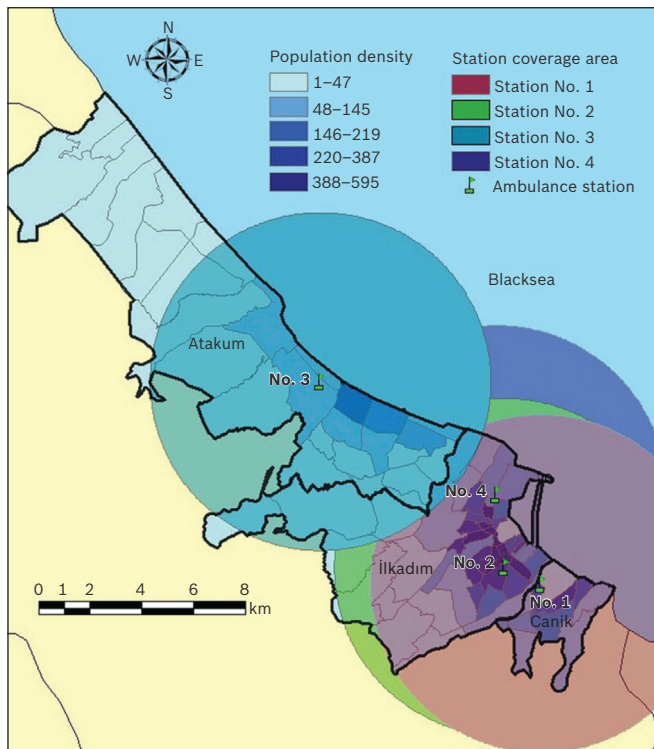 N
W E
S
Population density
1–47
48–145
146–219
220–387
388–595
Station coverage area
Station No. 1
Station No. 2
Station No. 3
Station No. 4
Ambulance station
Blacksea
Atakum
No. 3
No. 4
İlkadım
No. 2
No. 1
Canik
0 1 2 4 6 8
km